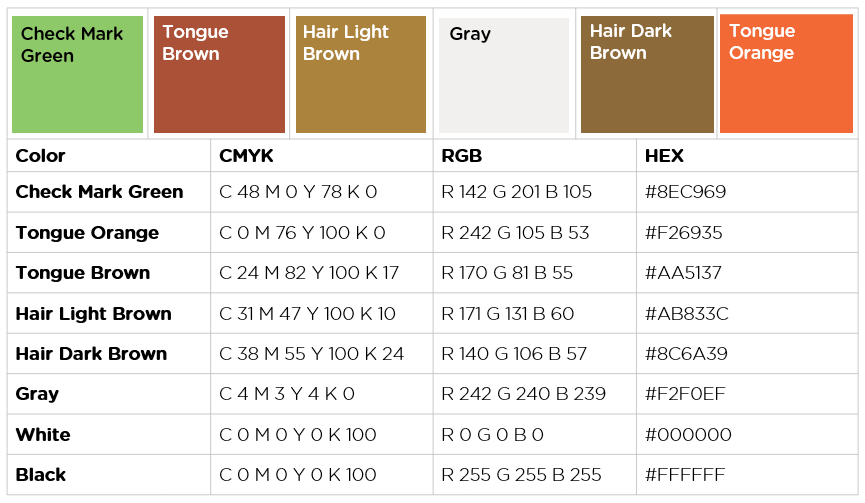 Check Mark
Green
Tongue
Brown
Hair Light
Brown
Gray
Hair Dark
Brown
Tongue
Orange
Color CMYK RGB HEX
Check Mark Green C 48 M 0 Y 78 K 0 R 142 G 201 B 105 #8EC969
Tongue Orange C 0 M 76 Y 100 K 0 R 242 G 105 B 53 #F26935
Tongue Brown C 24 M 82 Y 100 K 17 R 170 G 81 B 55 #AA5137
Hair Light Brown C 31 M 47 Y 100 K 10 R 171 G 131 B 60 #AB833C
Hair Dark Brown C 38 M 55 Y 100 K 24 R 140 G 106 B 57 #8C6A39
Gray C 4 M 3 Y 4 K 0 R 242 G 240 B 239 #F2F0EF
White C 0 M 0 Y 0 K 100 R 0 G 0 B 0 #000000
Black C 0 M 0 Y 0 K 100 R 255 G 255 B 255 #FFFFFF